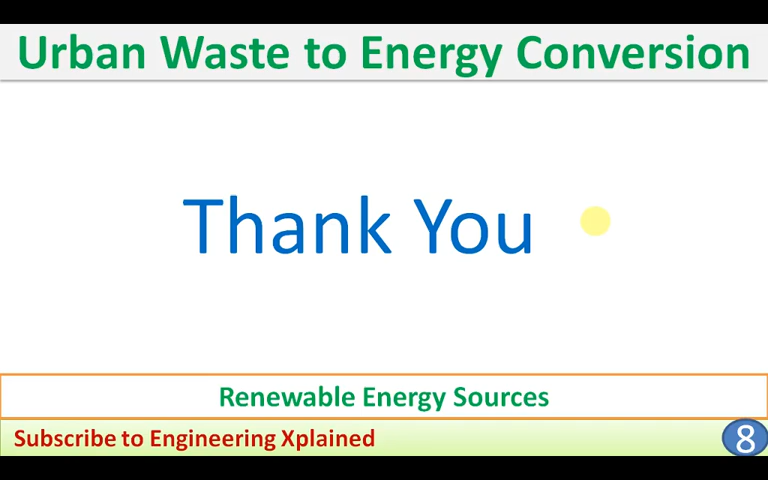 Urban Waste to Energy Conversion
Thank You
Renewable Energy Sources
Subscribe to Engineering Xplained
8